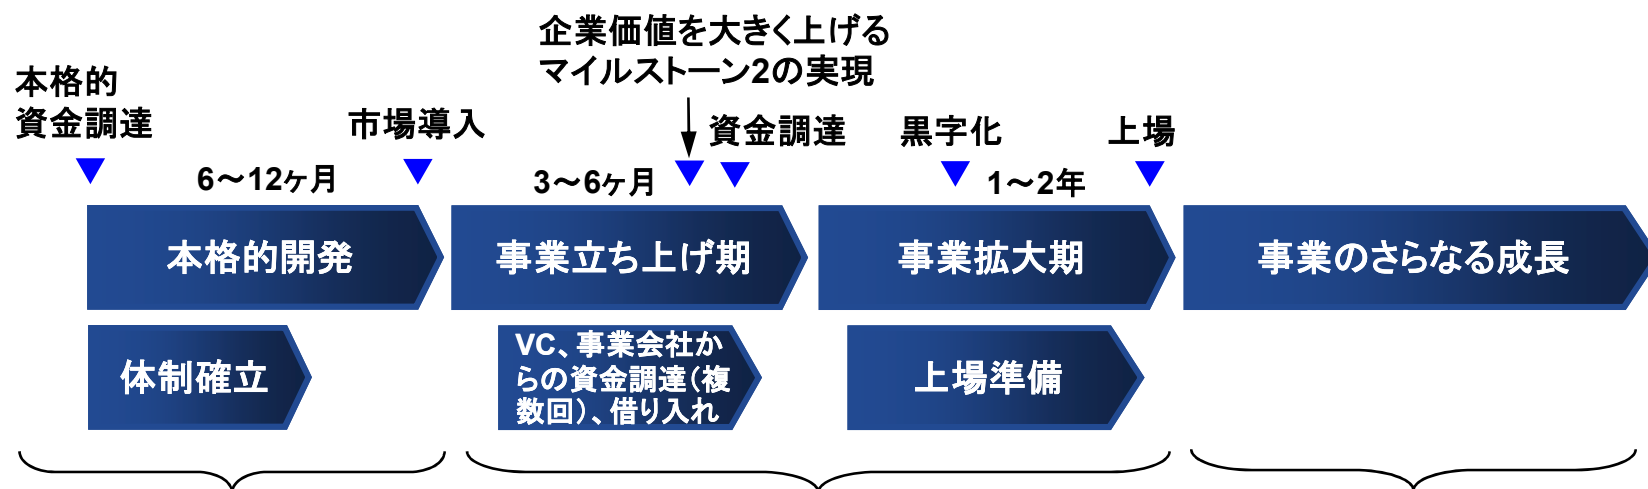 企業価値を大きく上げる
マイルストーン2の実現
本格的
資金調達
市場導入
資金調達
黒字化
上場
6～12ヶ月
3～6ヶ月
1～2年
本格的開発
事業立ち上げ期
事業拡大期
事業のさらなる成長
体制確立
VC、事業会社か
らの資金調達（複
数回）、借り入れ
上場準備